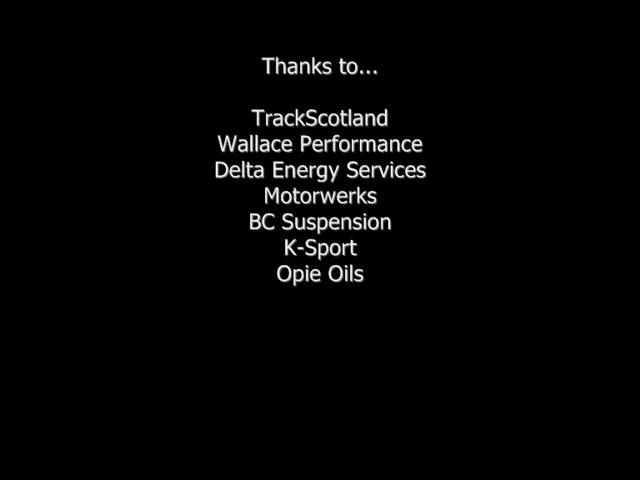 Thanks to...
TrackScotland
Wallace Performance
Delta Energy Services
Motorwerks
BC Suspension
K-Sport
Opie Oils